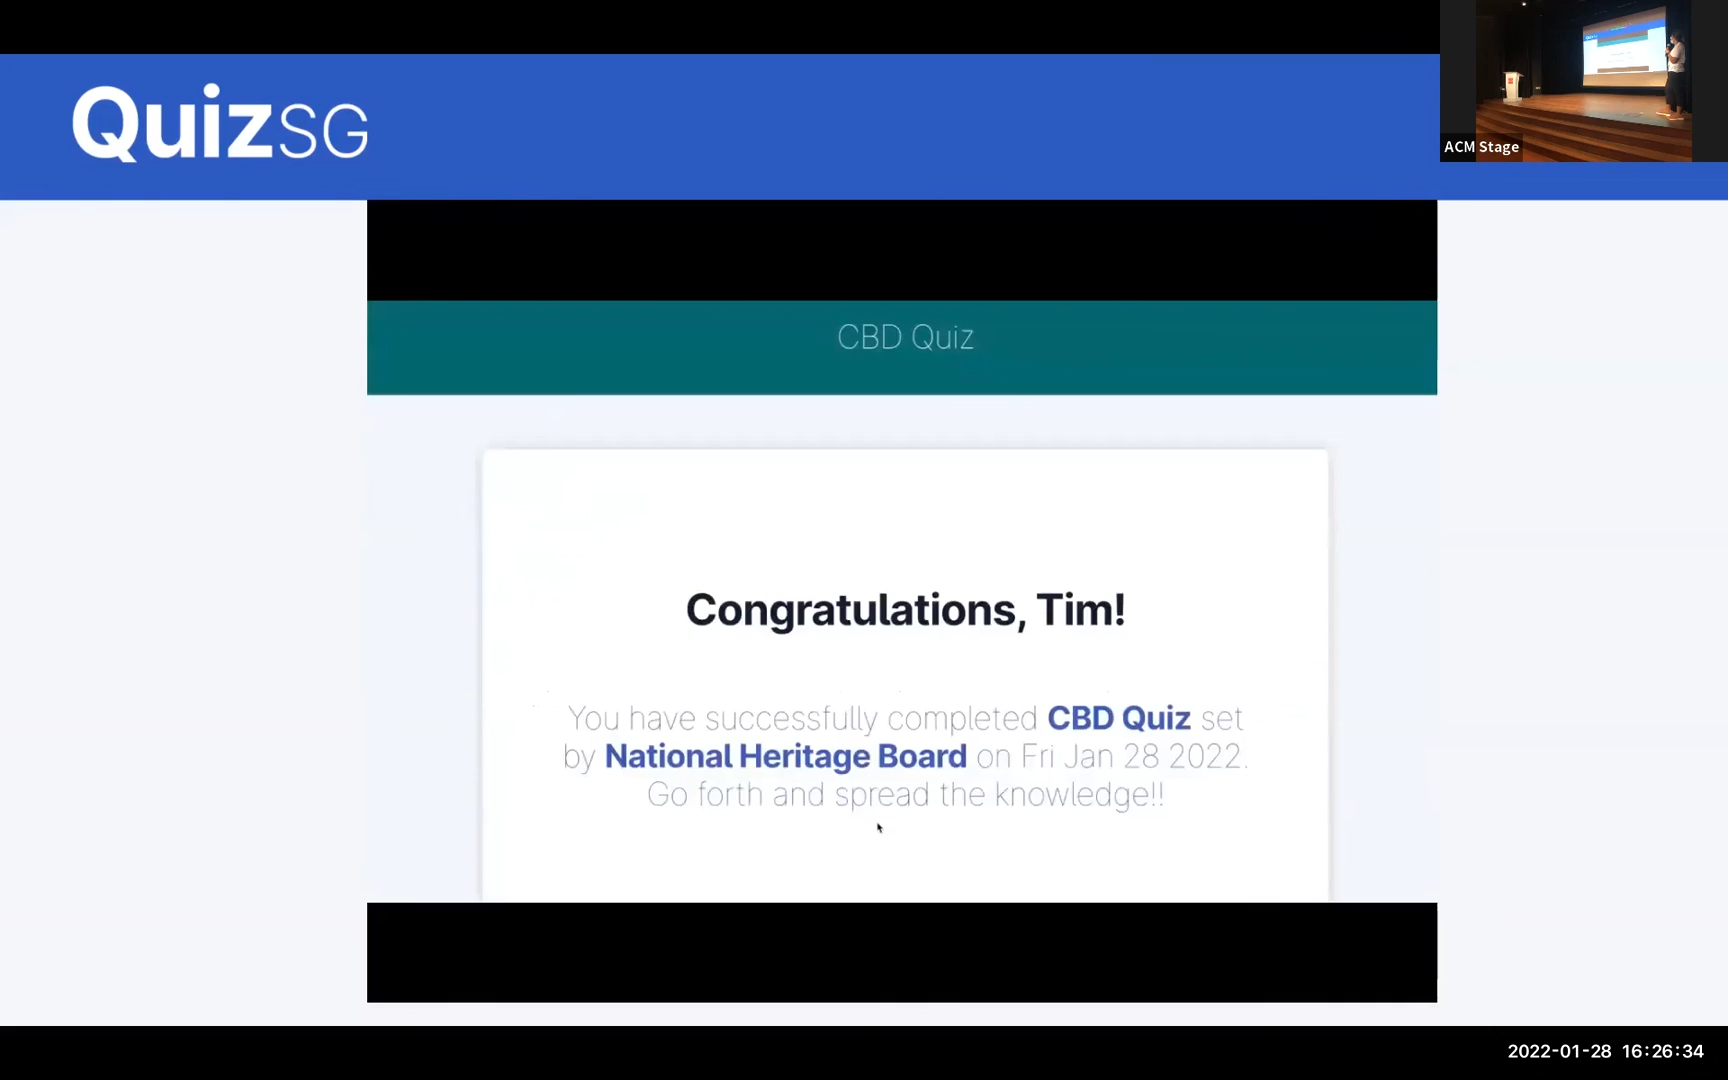 QuizSG
ACM Stage
CBD Quiz
Congratulations, Tim!
You have successfully completed CBD Quiz set
by National Heritage Board on Fri Jan 28 2022.
Go forth and spread the knowledge!!
2022-01-28 16:26:34